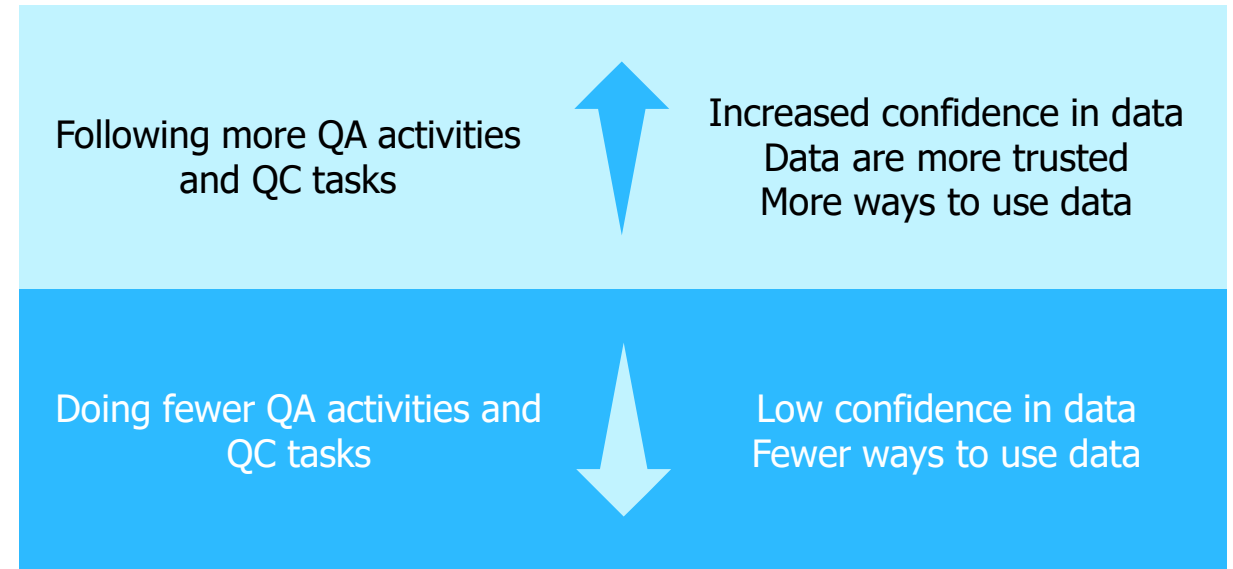 Following more QA activities
and QC tasks
Increased confidence in data
Data are more trusted
More ways to use data
Doing fewer QA activities and
QC tasks
Low confidence in data
Fewer ways to use data